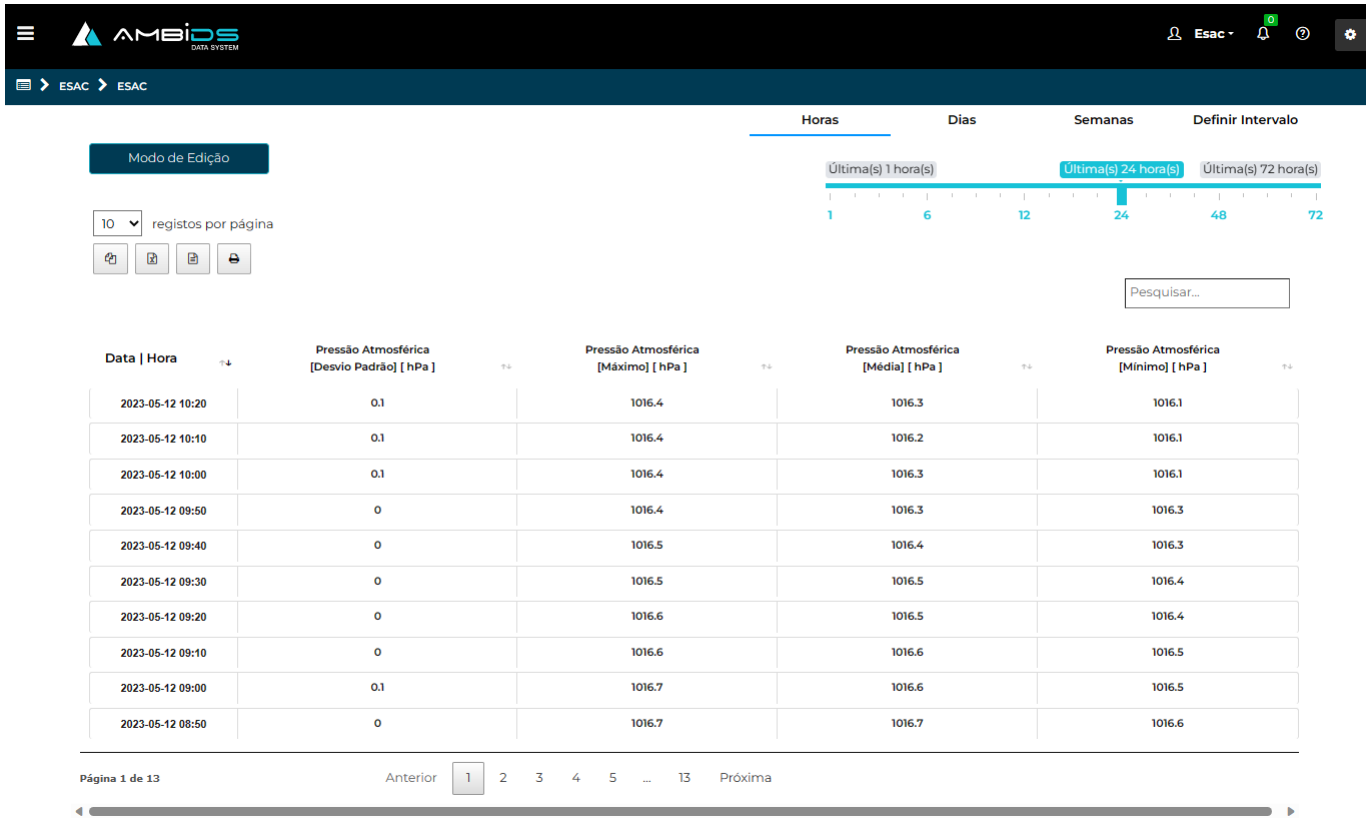 AMBIDS
DATA SYSTEM
Esac
0
ESAC ESAC
Horas Dias Semanas Definir Intervalo
Modo de Edição
Última(s) 1 hora(s) Última(s) 24 hora(s) Última(s) 72 hora(s)
1 6 12 24 48 72
10 registos por página
Pesquisar...
Data | Hora Pressão Atmosférica [Desvio Padrão] [ hPa ] Pressão Atmosférica [Máximo] [ hPa ] Pressão Atmosférica [Média] [ hPa ] Pressão Atmosférica [Mínimo] [ hPa ]
2023-05-12 10:20 0.1 1016.4 1016.3 1016.1
2023-05-12 10:10 0.1 1016.4 1016.2 1016.1
2023-05-12 10:00 0.1 1016.4 1016.3 1016.1
2023-05-12 09:50 0 1016.4 1016.3 1016.3
2023-05-12 09:40 0 1016.5 1016.4 1016.3
2023-05-12 09:30 0 1016.5 1016.5 1016.4
2023-05-12 09:20 0 1016.6 1016.5 1016.4
2023-05-12 09:10 0 1016.6 1016.6 1016.5
2023-05-12 09:00 0.1 1016.7 1016.6 1016.5
2023-05-12 08:50 0 1016.7 1016.7 1016.6
Página 1 de 13 Anterior 1 2 3 4 5 ... 13 Próxima